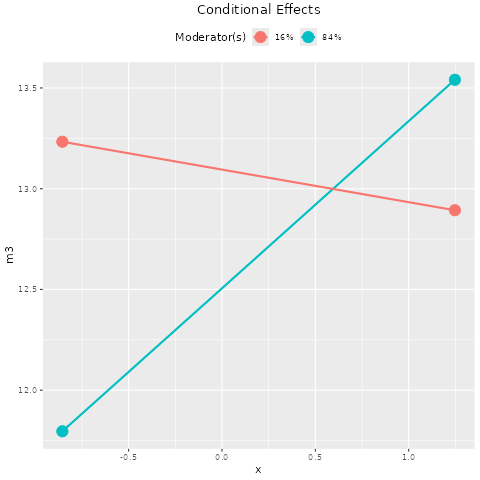 Conditional Effects
Moderator(s) 16% 84%
13.5
13.0
12.5
12.0
m3
-0.5 0.0 0.5 1.0
x